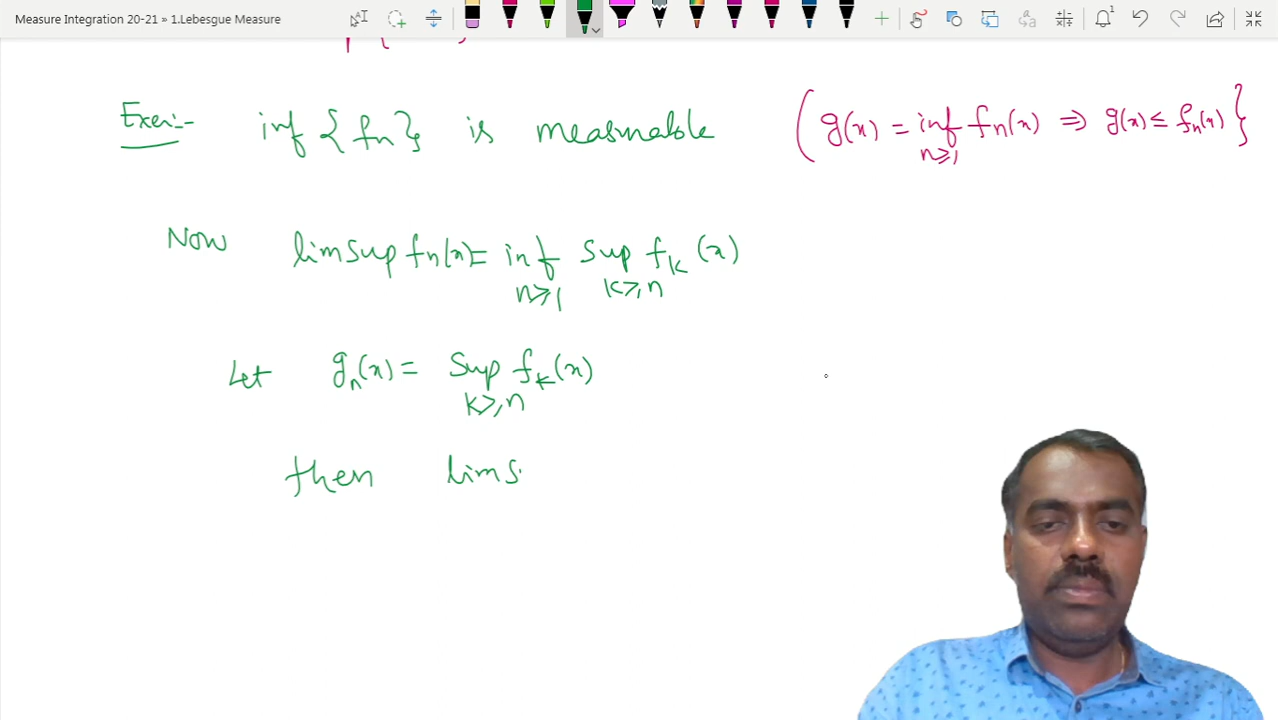 Measure Integration 20-21 » 1.Lebesgue Measure
Exer:- inf {fn} is measurable (g(x) = inf fn(x) ⇒ g(x) ≤ fn(x)}
n≥1
Now limsup fn(x) = inf sup fk (x)
n≥1 k≥n
Let gn(x) = Sup fk(x)
k≥n
then lims